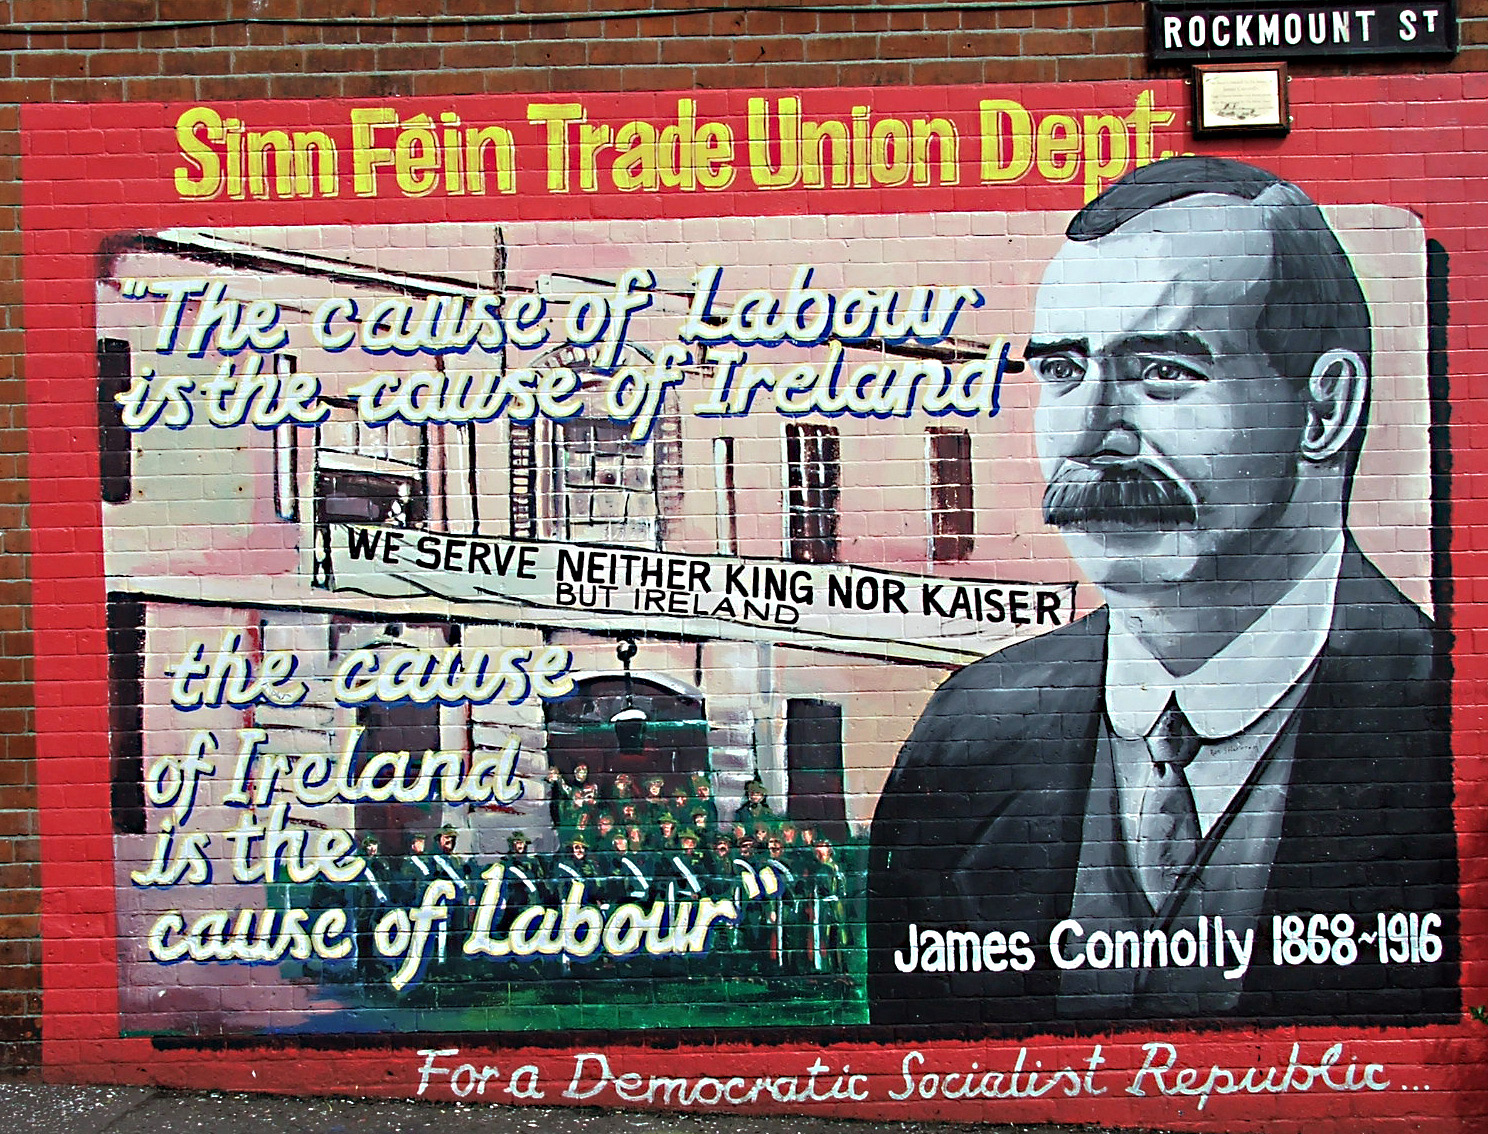 ROCKMOUNT ST
Sinn Féin Trade Union Dept.
"The cause of Labour
is the cause of Ireland
WE SERVE NEITHER KING NOR KAISER
BUT IRELAND
the cause
of Ireland
is the
cause of Labour"
James Connolly 1868~1916
For a Democratic Socialist Republic...